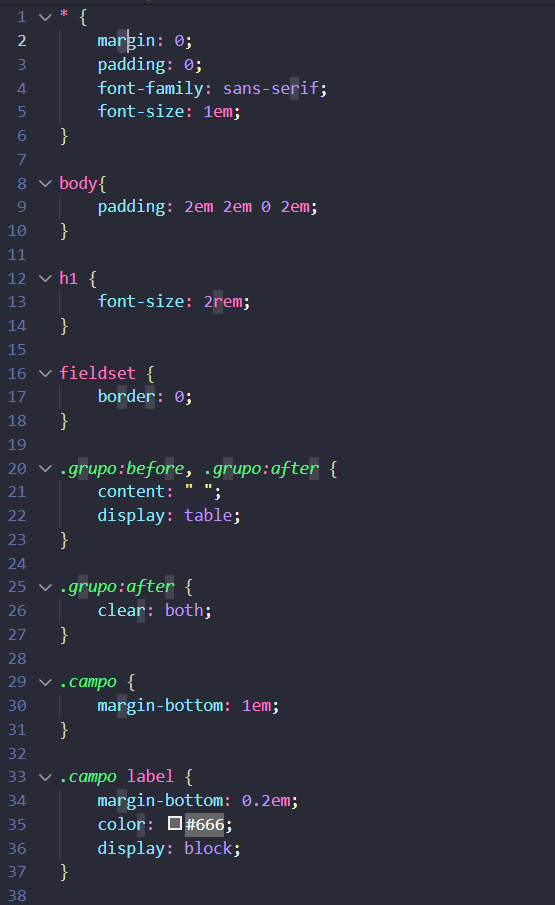 1 * {
2 margin: 0;
3 padding: 0;
4 font-family: sans-serif;
5 font-size: 1em;
6 }
7
8 body{
9 padding: 2em 2em 0 2em;
10 }
11
12 h1 {
13 font-size: 2rem;
14 }
15
16 fieldset {
17 border: 0;
18 }
19
20 .grupo:before, .grupo:after {
21 content: " ";
22 display: table;
23 }
24
25 .grupo:after {
26 clear: both;
27 }
28
29 .campo {
30 margin-bottom: 1em;
31 }
32
33 .campo label {
34 margin-bottom: 0.2em;
35 color: #666;
36 display: block;
37 }
38